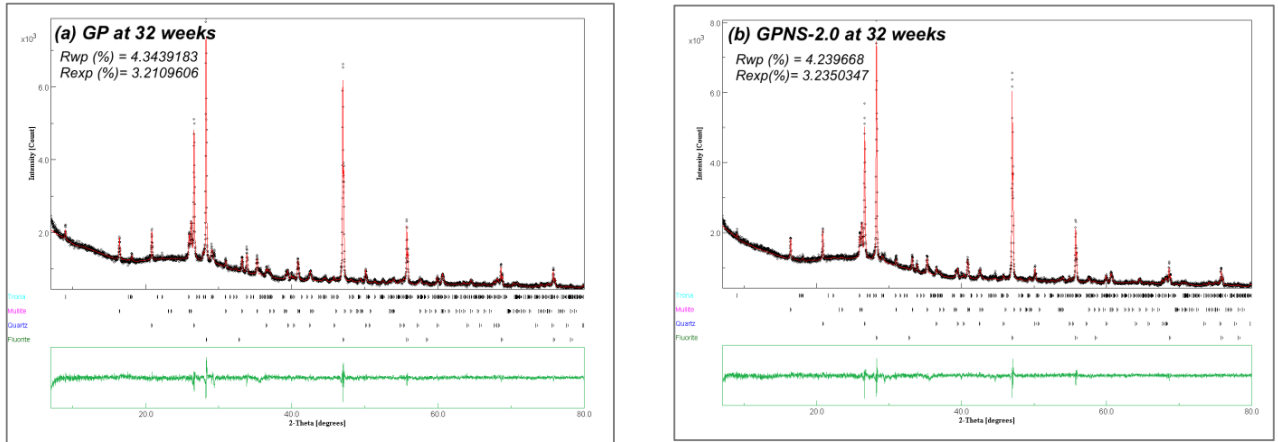 (a) GP at 32 weeks
x10³
Rwp (%) = 4.3439183
Rexp (%)= 3.2109606
6.0
4.0
2.0
Intensity [Count]
Trona
Mullite
Quartz
Fluorite
20.0 40.0 60.0 80.0
2-Theta [degrees]
8.0
(b) GPNS-2.0 at 32 weeks
x10³
Rwp (%) = 4.239668
Rexp(%)= 3.2350347
6.0
4.0
2.0
Intensity [Count]
Trona
Mullite
Quartz
Fluorite
20.0 40.0 60.0 80.0
2-Theta [degrees]